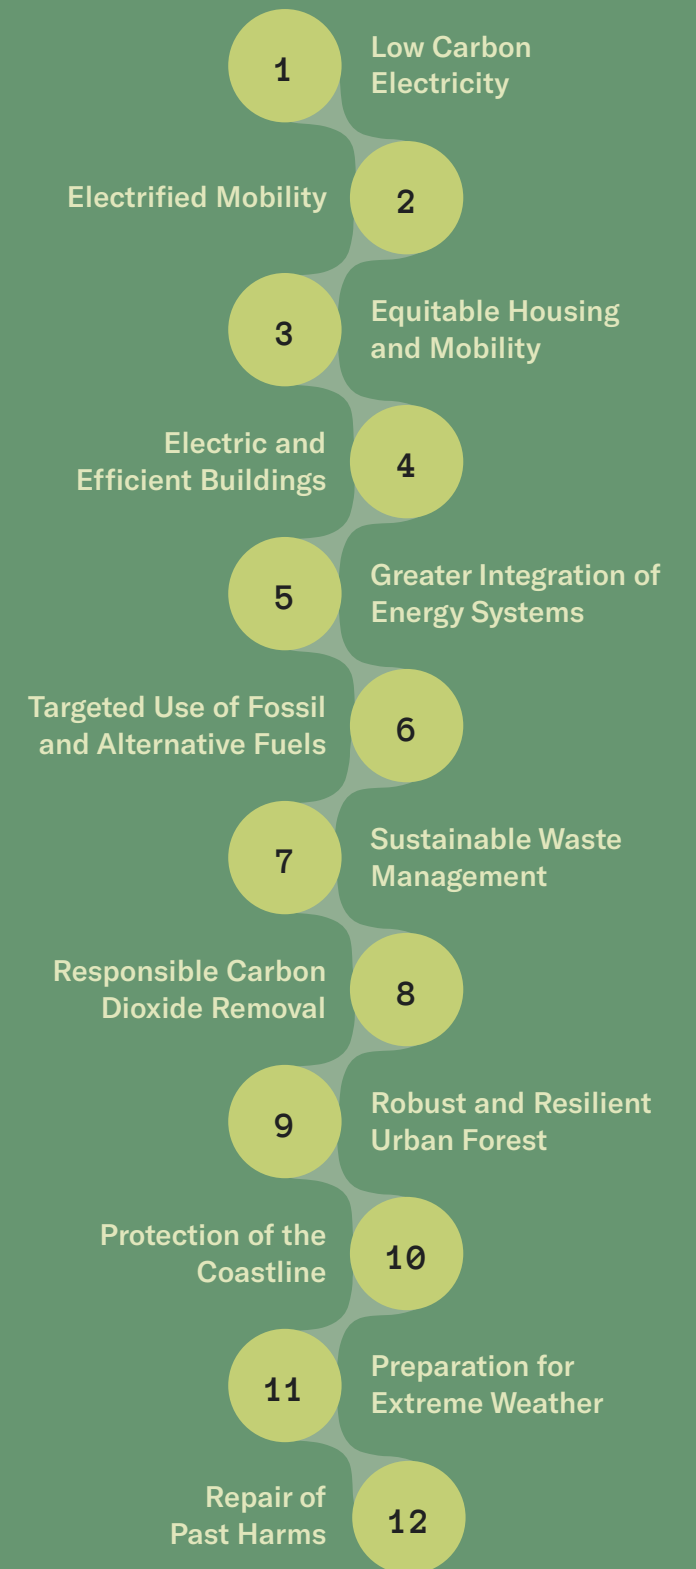 1
Low Carbon
Electricity
Electrified Mobility
2
3
Equitable Housing
and Mobility
Electric and
Efficient Buildings
4
5
Greater Integration of
Energy Systems
Targeted Use of Fossil
and Alternative Fuels
6
7
Sustainable Waste
Management
Responsible Carbon
Dioxide Removal
8
9
Robust and Resilient
Urban Forest
Protection of the
Coastline
10
11
Preparation for
Extreme Weather
Repair of
Past Harms
12